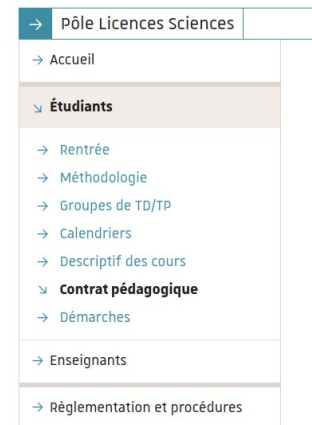 Pôle Licences Sciences
Accueil
Étudiants
Rentrée
Méthodologie
Groupes de TD/TP
Calendriers
Descriptif des cours
Contrat pédagogique
Démarches
Enseignants
Règlementation et procédures